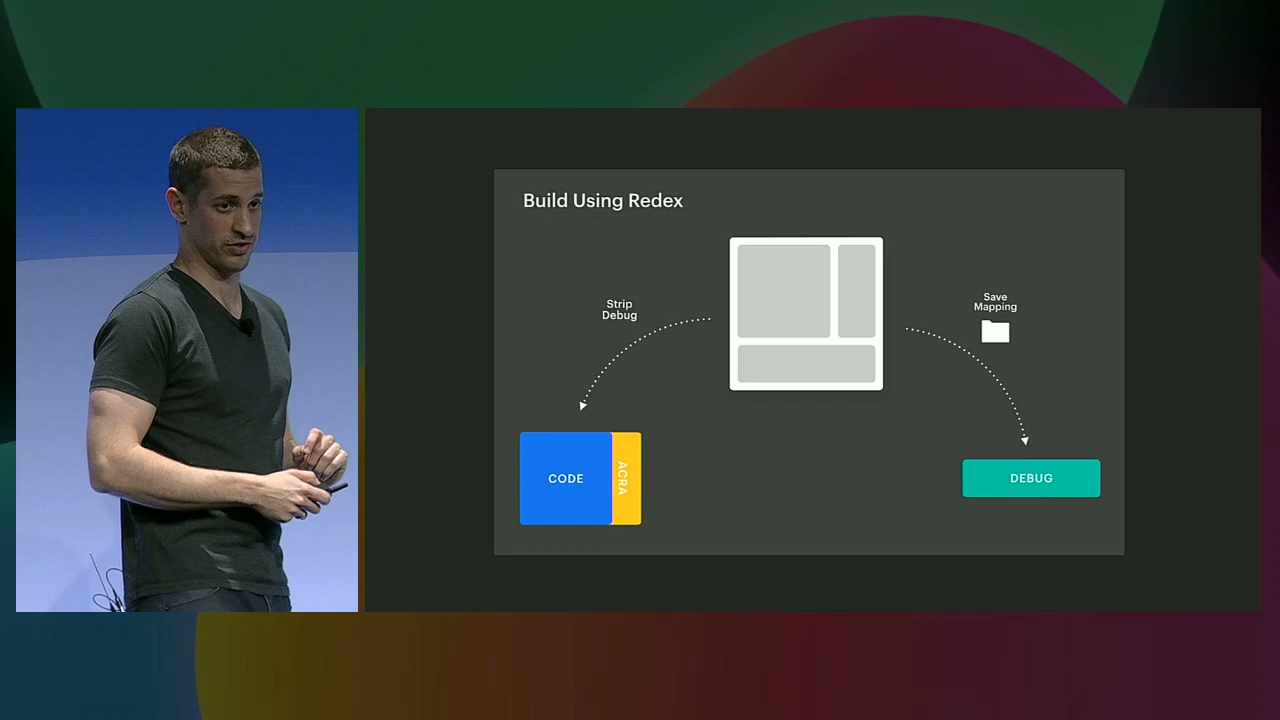 Build Using Redex
Strip
Debug
Save
Mapping
CODE
ACRA
DEBUG